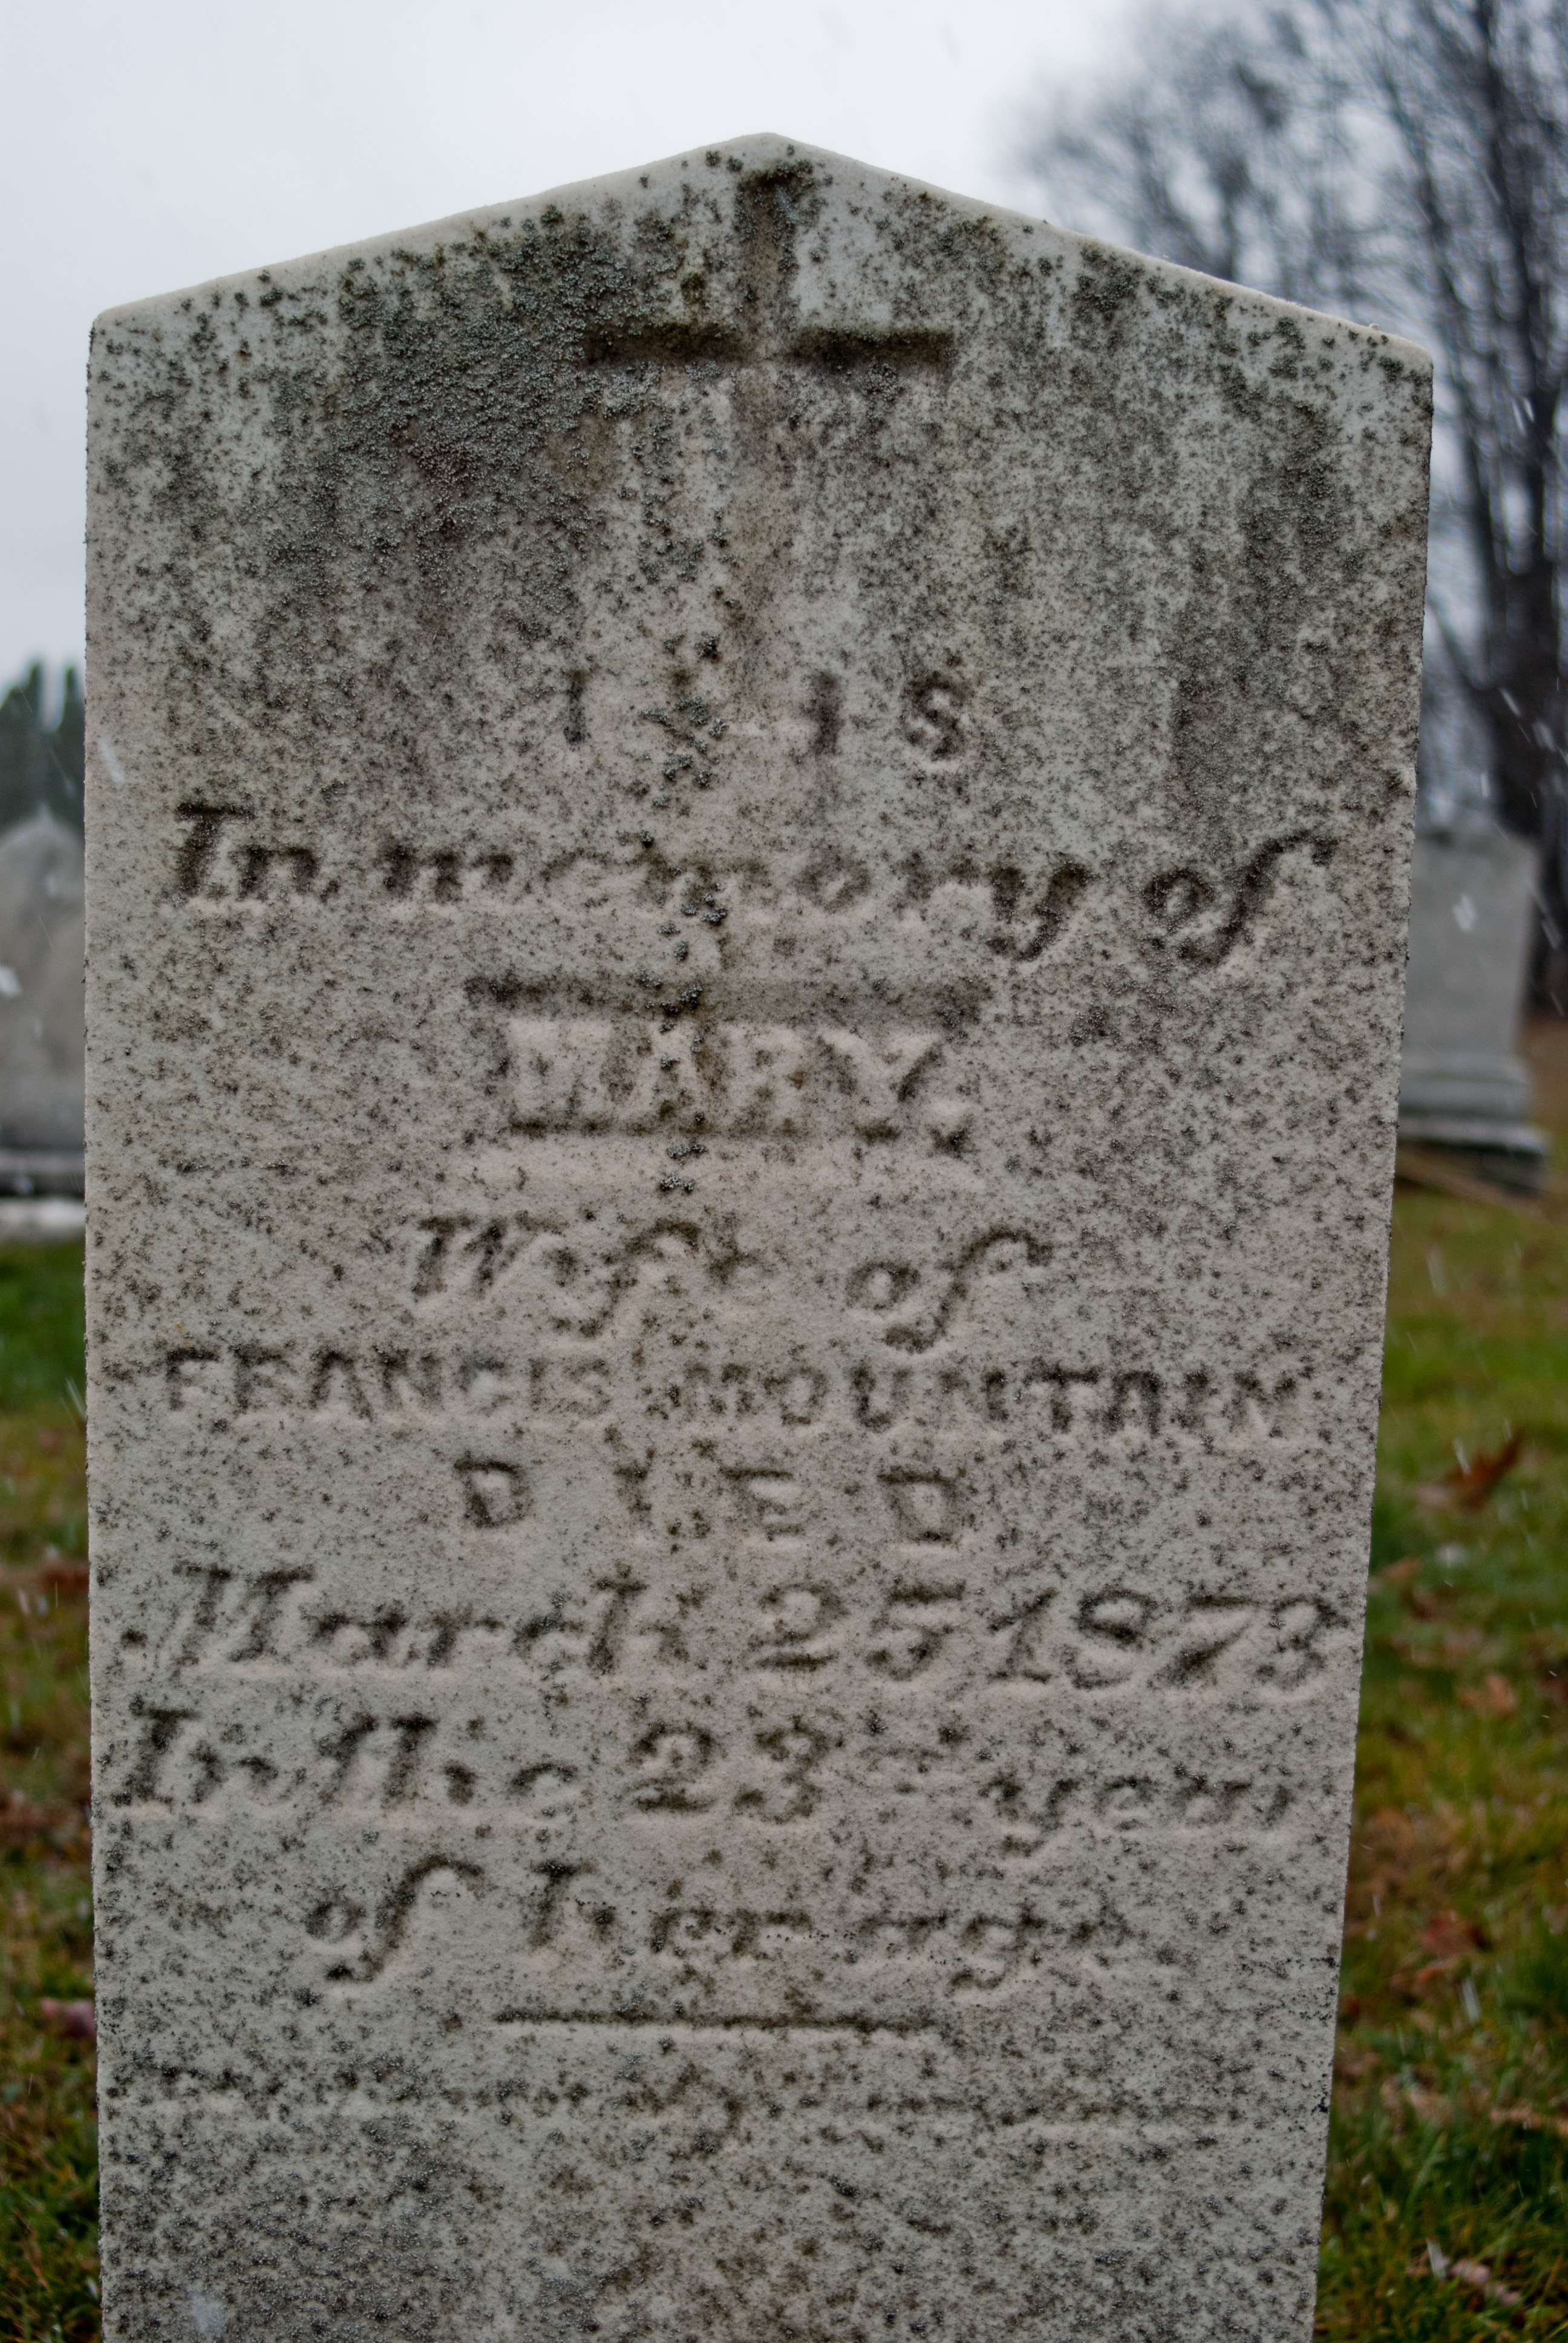 I H S
In memory of
MARY.
Wife of
FRANCIS MOUNTAIN
DIED
March 25 1873
In the 23 year
of her age